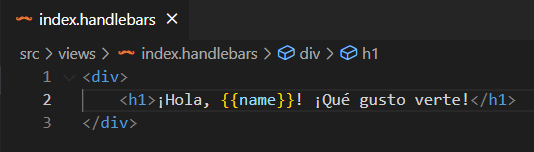 index.handlebars ×
src > views > index.handlebars > div > h1
1 <div>
2 <h1>¡Hola, {{name}}! ¡Qué gusto verte!</h1>
3 </div>